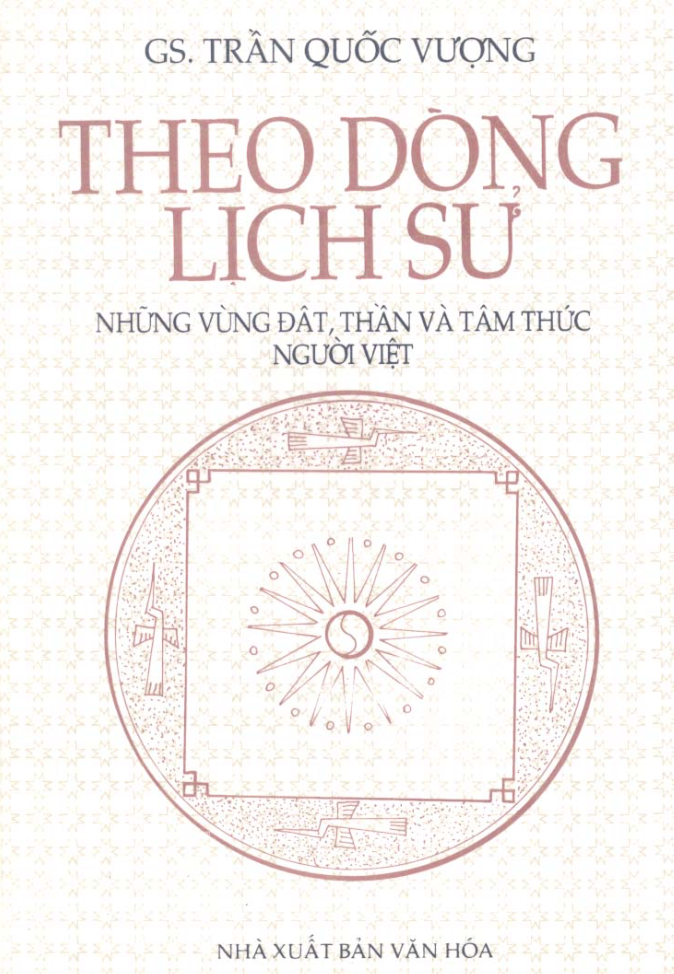 GS. TRẦN QUỐC VƯỢNG
THEO DÒNG
LỊCH SỬ
NHỮNG VÙNG ĐẤT, THẦN VÀ TÂM THỨC
NGƯỜI VIỆT
NHÀ XUẤT BẢN VĂN HÓA